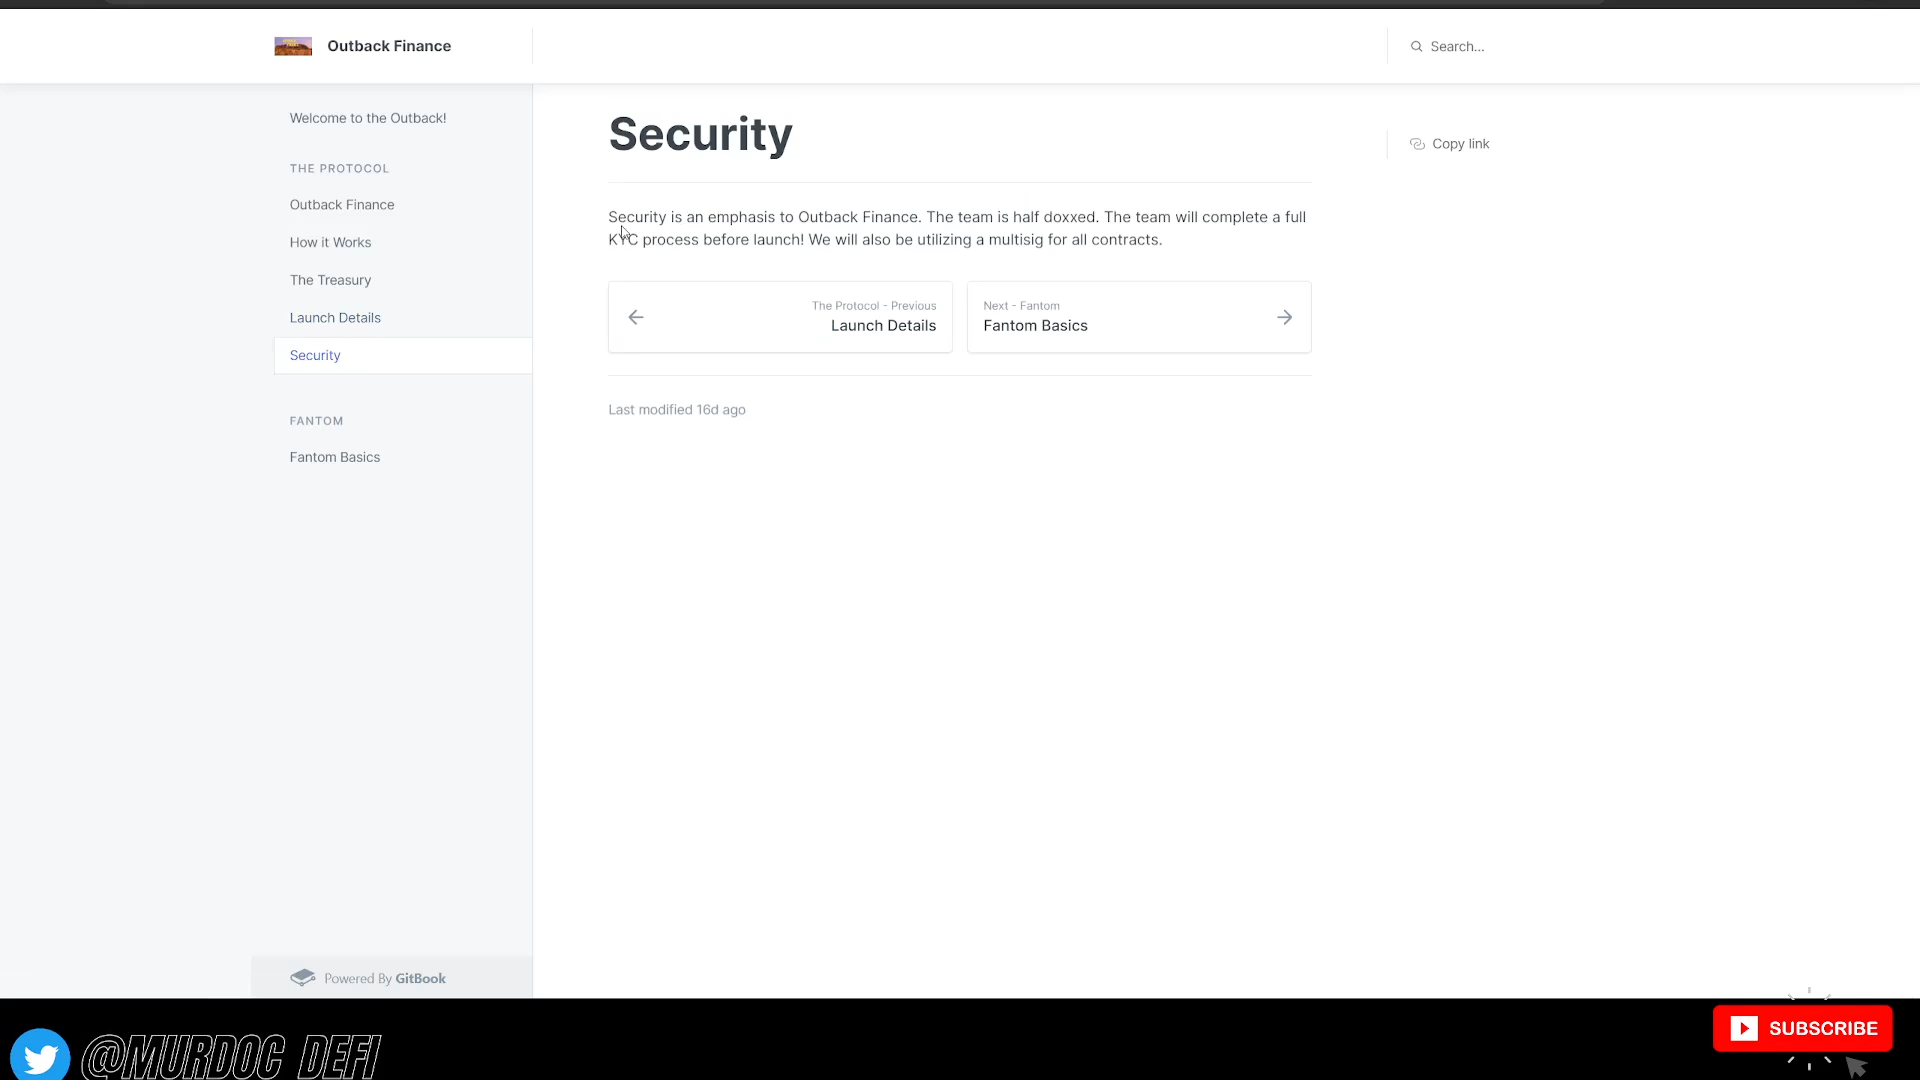 Outback Finance
Search...
Welcome to the Outback!
THE PROTOCOL
Outback Finance
How it Works
The Treasury
Launch Details
Security
FANTOM
Fantom Basics
Powered By GitBook
Security
Copy link
Security is an emphasis to Outback Finance. The team is half doxxed. The team will complete a full
KYC process before launch! We will also be utilizing a multisig for all contracts.
The Protocol - Previous
Launch Details
Next - Fantom
Fantom Basics
Last modified 16d ago
@MURDOC_DEFI
SUBSCRIBE